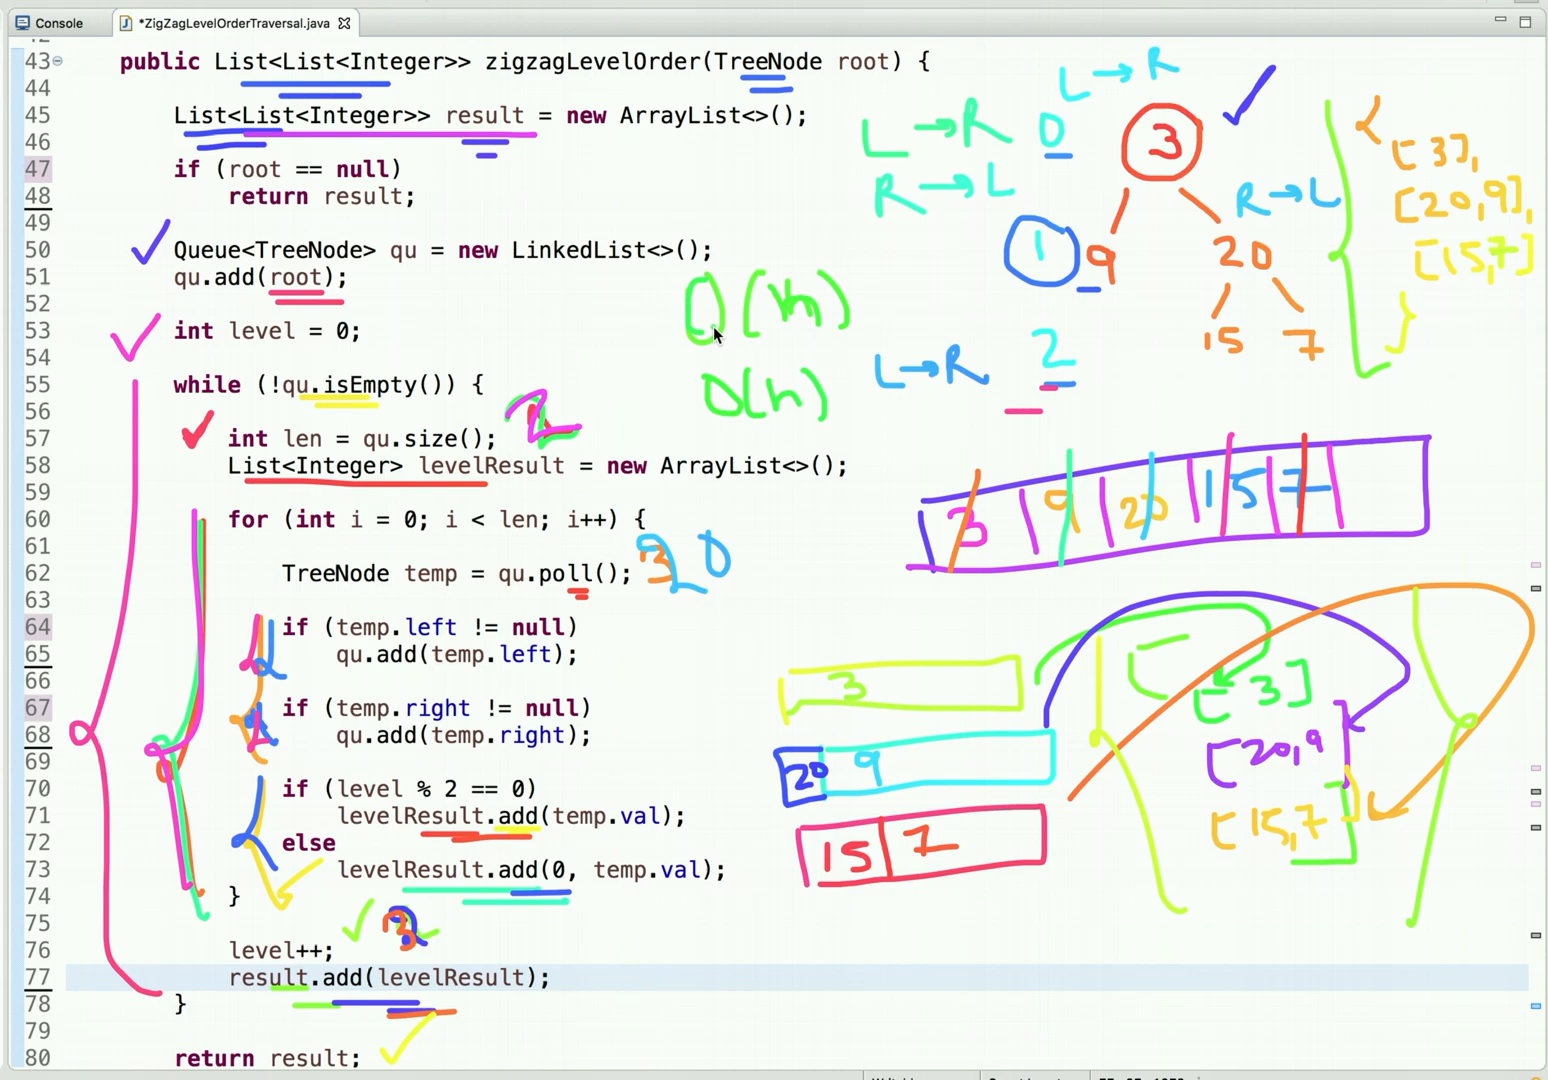 Console
*ZigZagLevelOrderTraversal.java
43 public List<List<Integer>> zigzagLevelOrder(TreeNode root) {
44
45 List<List<Integer>> result = new ArrayList<>();
46
47 if (root == null)
48 return result;
49
50 Queue<TreeNode> qu = new LinkedList<>();
51 qu.add(root);
52
53 int level = 0;
54
55 while (!qu.isEmpty()) {
56
57 int len = qu.size();
58 List<Integer> levelResult = new ArrayList<>();
59
60 for (int i = 0; i < len; i++) {
61
62 TreeNode temp = qu.poll();
63
64 if (temp.left != null)
65 qu.add(temp.left);
66
67 if (temp.right != null)
68 qu.add(temp.right);
69
70 if (level % 2 == 0)
71 levelResult.add(temp.val);
72 else
73 levelResult.add(0, temp.val);
74 }
75
76 level++;
77 result.add(levelResult);
78 }
79
80 return result;
L → R
L → R 0 3
R → L
R → L
1 9 20
15 7
L → R 2
[3],
[20,9],
[15,7]
}
O(n)
O(n)
2
3 2 0
3
3 9 20 15 7
3
20 9
15 7
[3]
[20,9]
[15,7]